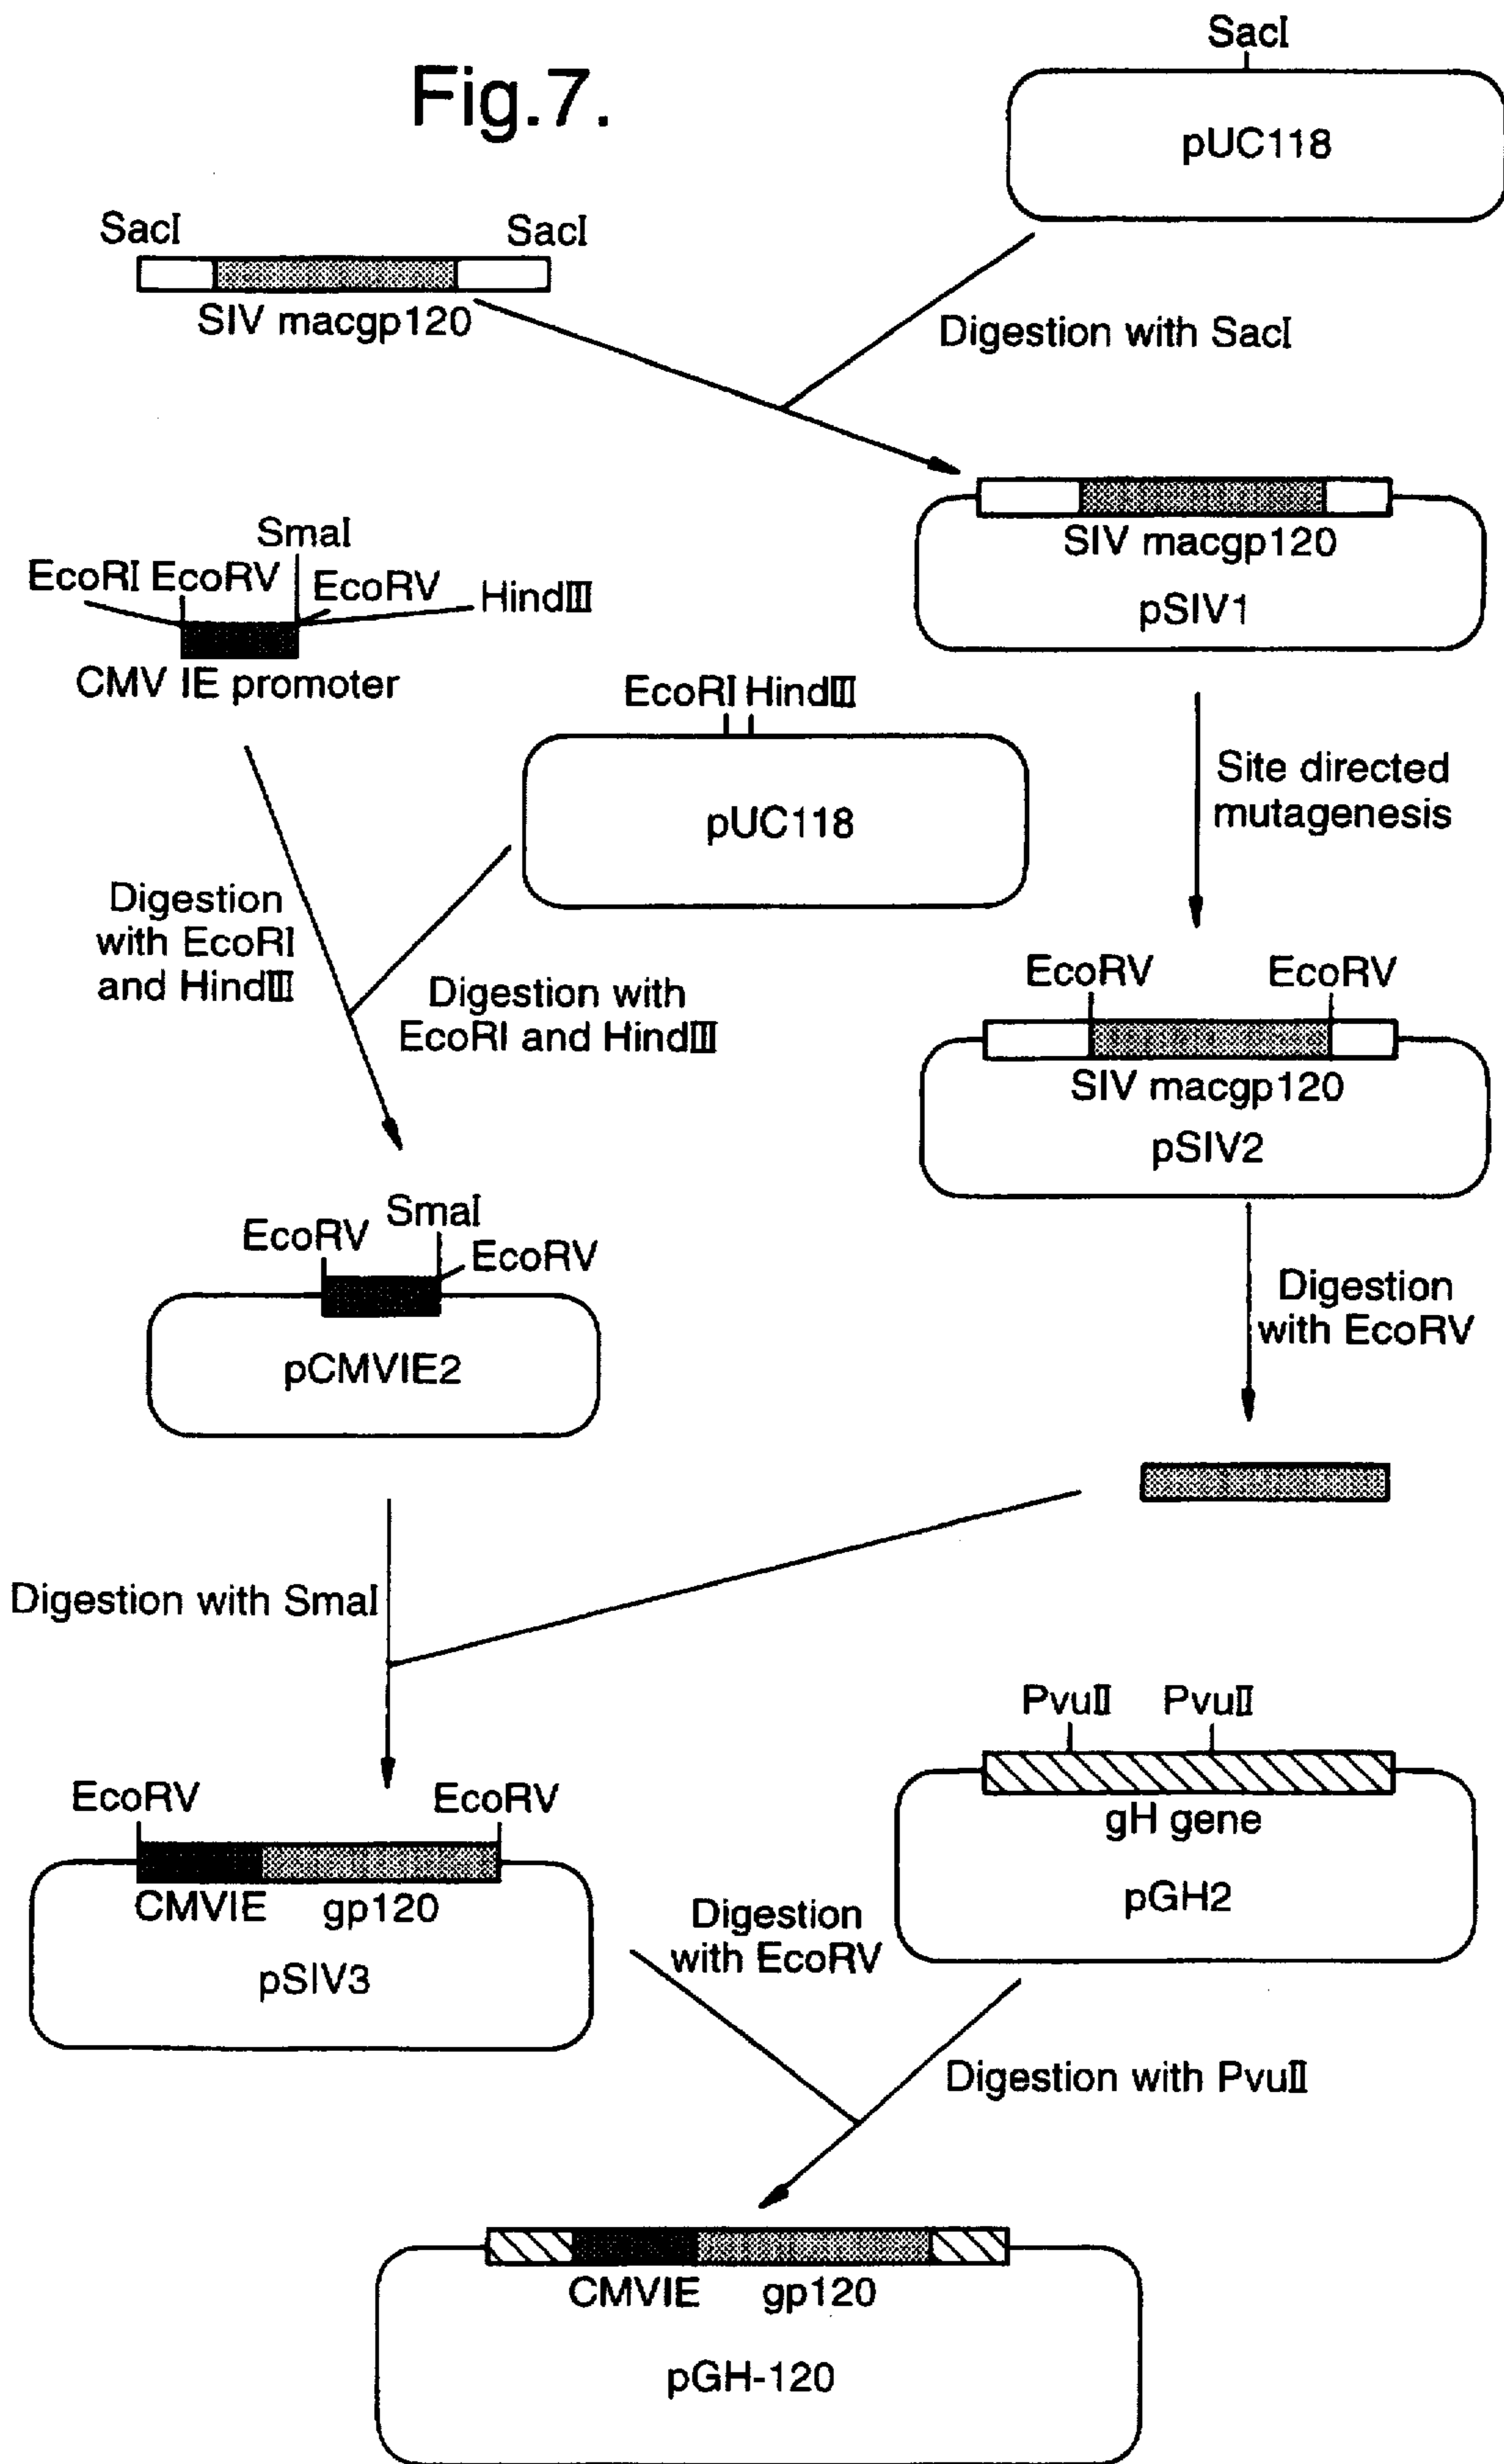 Fig.7.
SacI
pUC118
SacI
SacI
SIV macgp120
Digestion with SacI
SmaI
EcoRI EcoRV
EcoRV
HindⅢ
CMV IE promoter
SIV macgp120
pSIV1
EcoRI HindⅢ
pUC118
Site directed
mutagenesis
Digestion
with EcoRI
and HindⅢ
Digestion with
EcoRI and HindⅢ
EcoRV
EcoRV
SIV macgp120
pSIV2
EcoRV
SmaI
EcoRV
pCMVIE2
Digestion
with EcoRV
Digestion with SmaI
PvuⅡ
PvuⅡ
gH gene
pGH2
EcoRV
EcoRV
CMVIE
gp120
pSIV3
Digestion
with EcoRV
Digestion with PvuⅡ
CMVIE
gp120
pGH-120